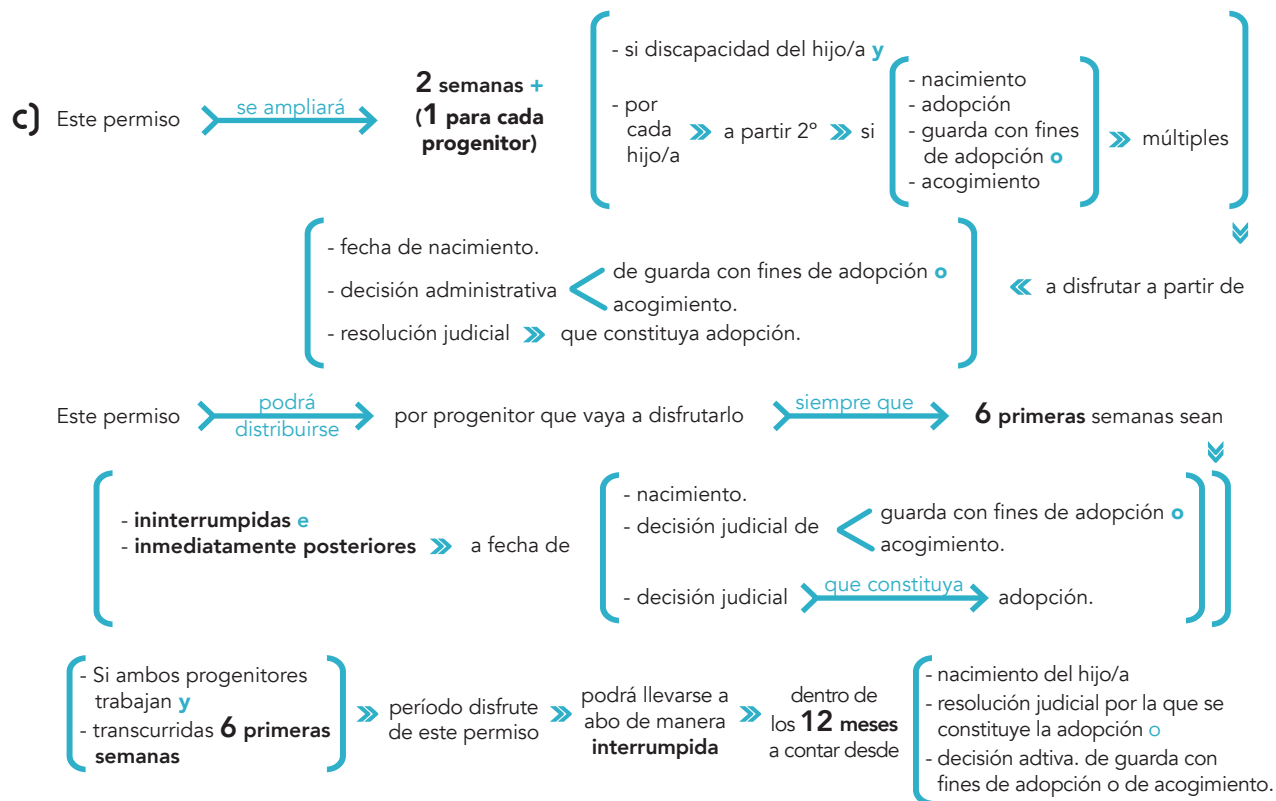 c) Este permiso
se ampliará
2 semanas +
(1 para cada
progenitor)
- si discapacidad del hijo/a y
- por
cada
hijo/a
a partir 2º
si
- nacimiento
- adopción
- guarda con fines
de adopción o
- acogimiento
múltiples
a disfrutar a partir de
- fecha de nacimiento.
- decisión administrativa
de guarda con fines de adopción o
acogimiento.
- resolución judicial
que constituya adopción.
Este permiso
podrá
distribuirse
por progenitor que vaya a disfrutarlo
siempre que
6 primeras semanas sean
- ininterrumpidas e
- inmediatamente posteriores
a fecha de
- nacimiento.
- decisión judicial de
guarda con fines de adopción o
acogimiento.
- decisión judicial
que constituya
adopción.
- Si ambos progenitores
trabajan y
- transcurridas 6 primeras
semanas
período disfrute
de este permiso
podrá llevarse a
abo de manera
interrumpida
dentro de
los 12 meses
a contar desde
- nacimiento del hijo/a
- resolución judicial por la que se
constituye la adopción o
- decisión adtiva. de guarda con
fines de adopción o de acogimiento.